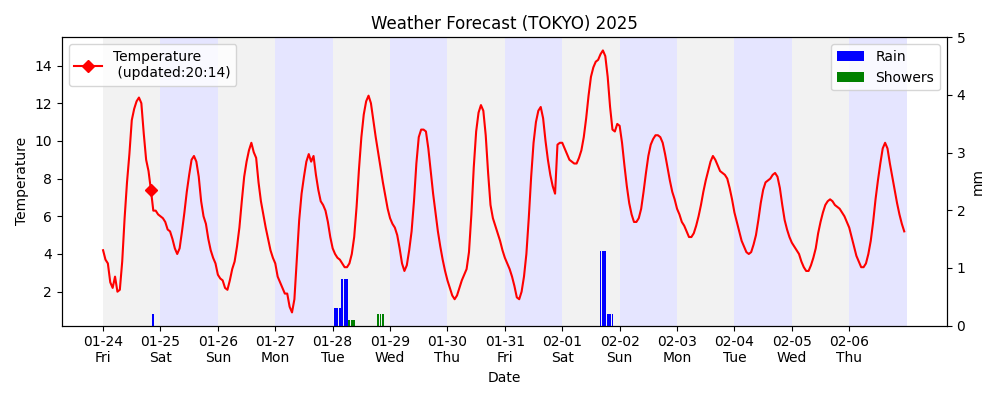 Weather Forecast (TOKYO) 2025
Temperature
(updated:20:14)
Rain
Showers
Temperature
14
12
10
8
6
4
2
5
4
3
2
1
0
mm
01-24 01-25 01-26 01-27 01-28 01-29 01-30 01-31 02-01 02-02 02-03 02-04 02-05 02-06
Fri Sat Sun Mon Tue Wed Thu Fri Sat Sun Mon Tue Wed Thu
Date